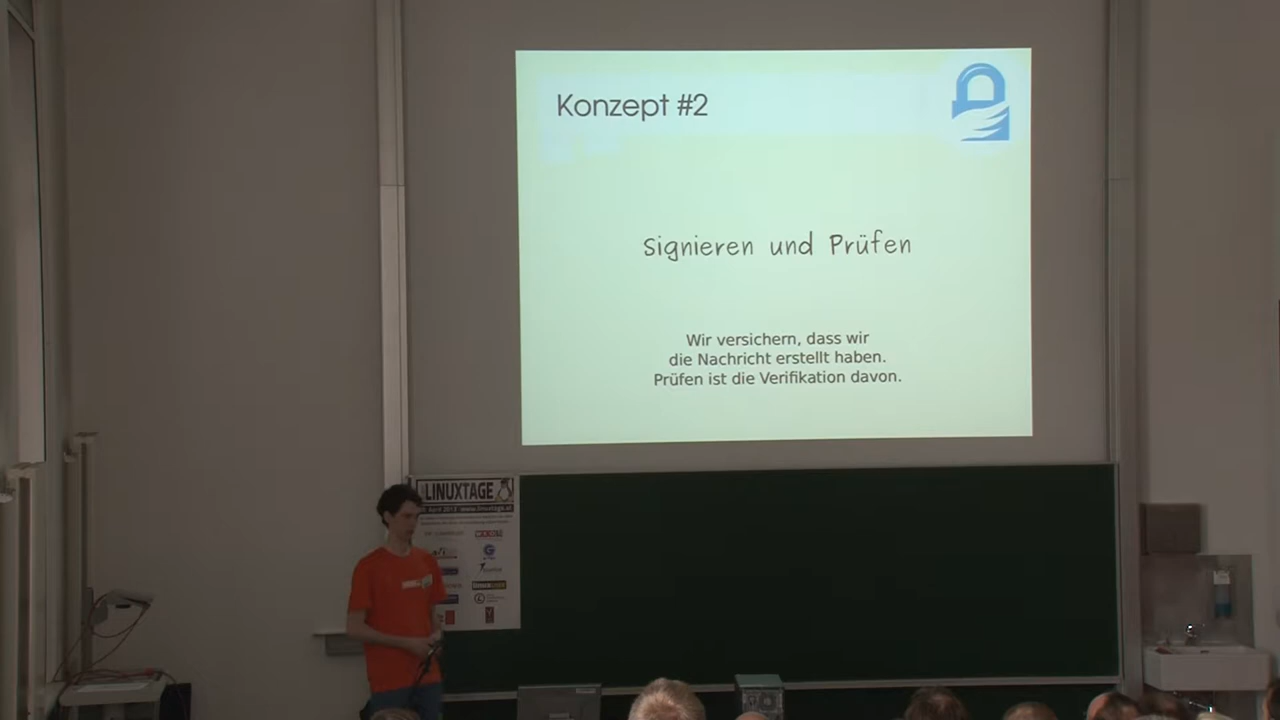 Konzept #2
Signieren und Prüfen
Wir versichern, dass wir
die Nachricht erstellt haben.
Prüfen ist die Verifikation davon.
LINUXTAGE